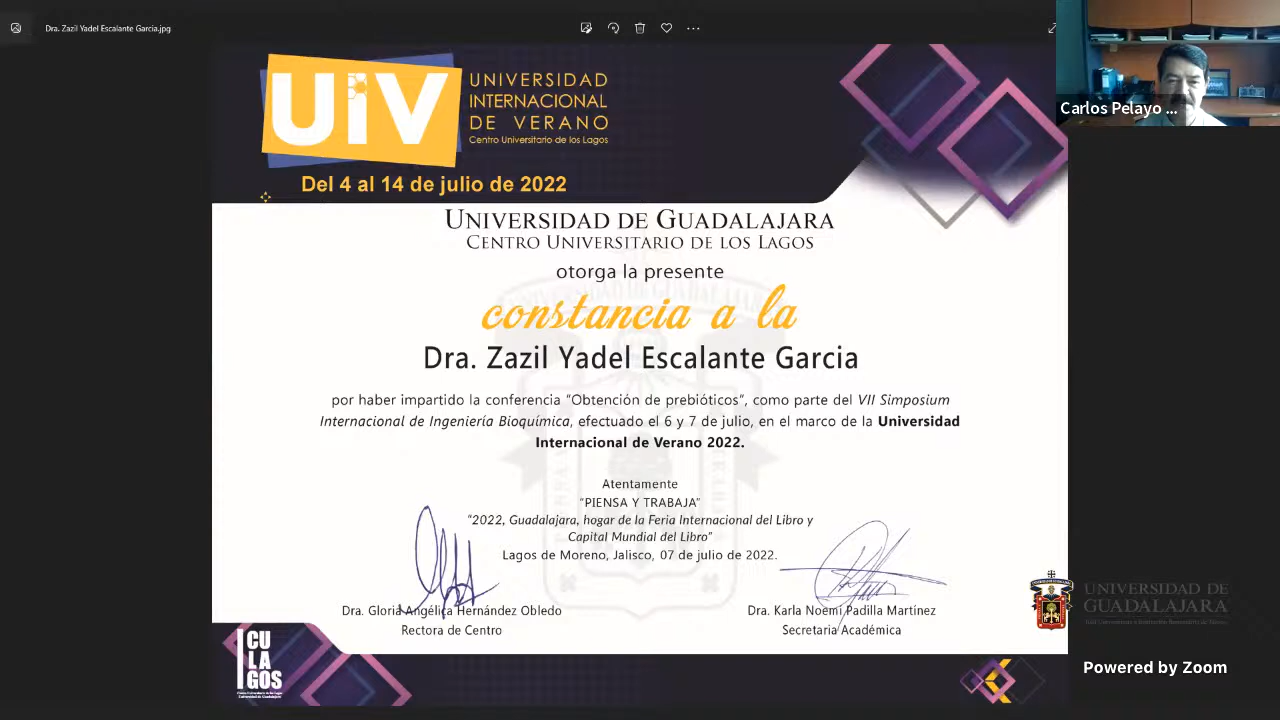 Dra. Zazil Yadel Escalante Garcia.jpg
Carlos Pelayo ...
UiV
UNIVERSIDAD
INTERNACIONAL
DE VERANO
Centro Universitario de los Lagos
Del 4 al 14 de julio de 2022
UNIVERSIDAD DE GUADALAJARA
CENTRO UNIVERSITARIO DE LOS LAGOS
otorga la presente
constancia a la
Dra. Zazil Yadel Escalante Garcia
por haber impartido la conferencia “Obtención de prebióticos”, como parte del VII Simposium
Internacional de Ingeniería Bioquímica, efectuado el 6 y 7 de julio, en el marco de la Universidad
Internacional de Verano 2022.
Atentamente
“PIENSA Y TRABAJA”
“2022, Guadalajara, hogar de la Feria Internacional del Libro y
Capital Mundial del Libro”
Lagos de Moreno, Jalisco, 07 de julio de 2022.
Dra. Gloria Angélica Hernández Obledo
Rectora de Centro
Dra. Karla Noemí Padilla Martínez
Secretaria Académica
CU
LA
GOS
UNIVERSIDAD DE
GUADALAJARA
Powered by Zoom